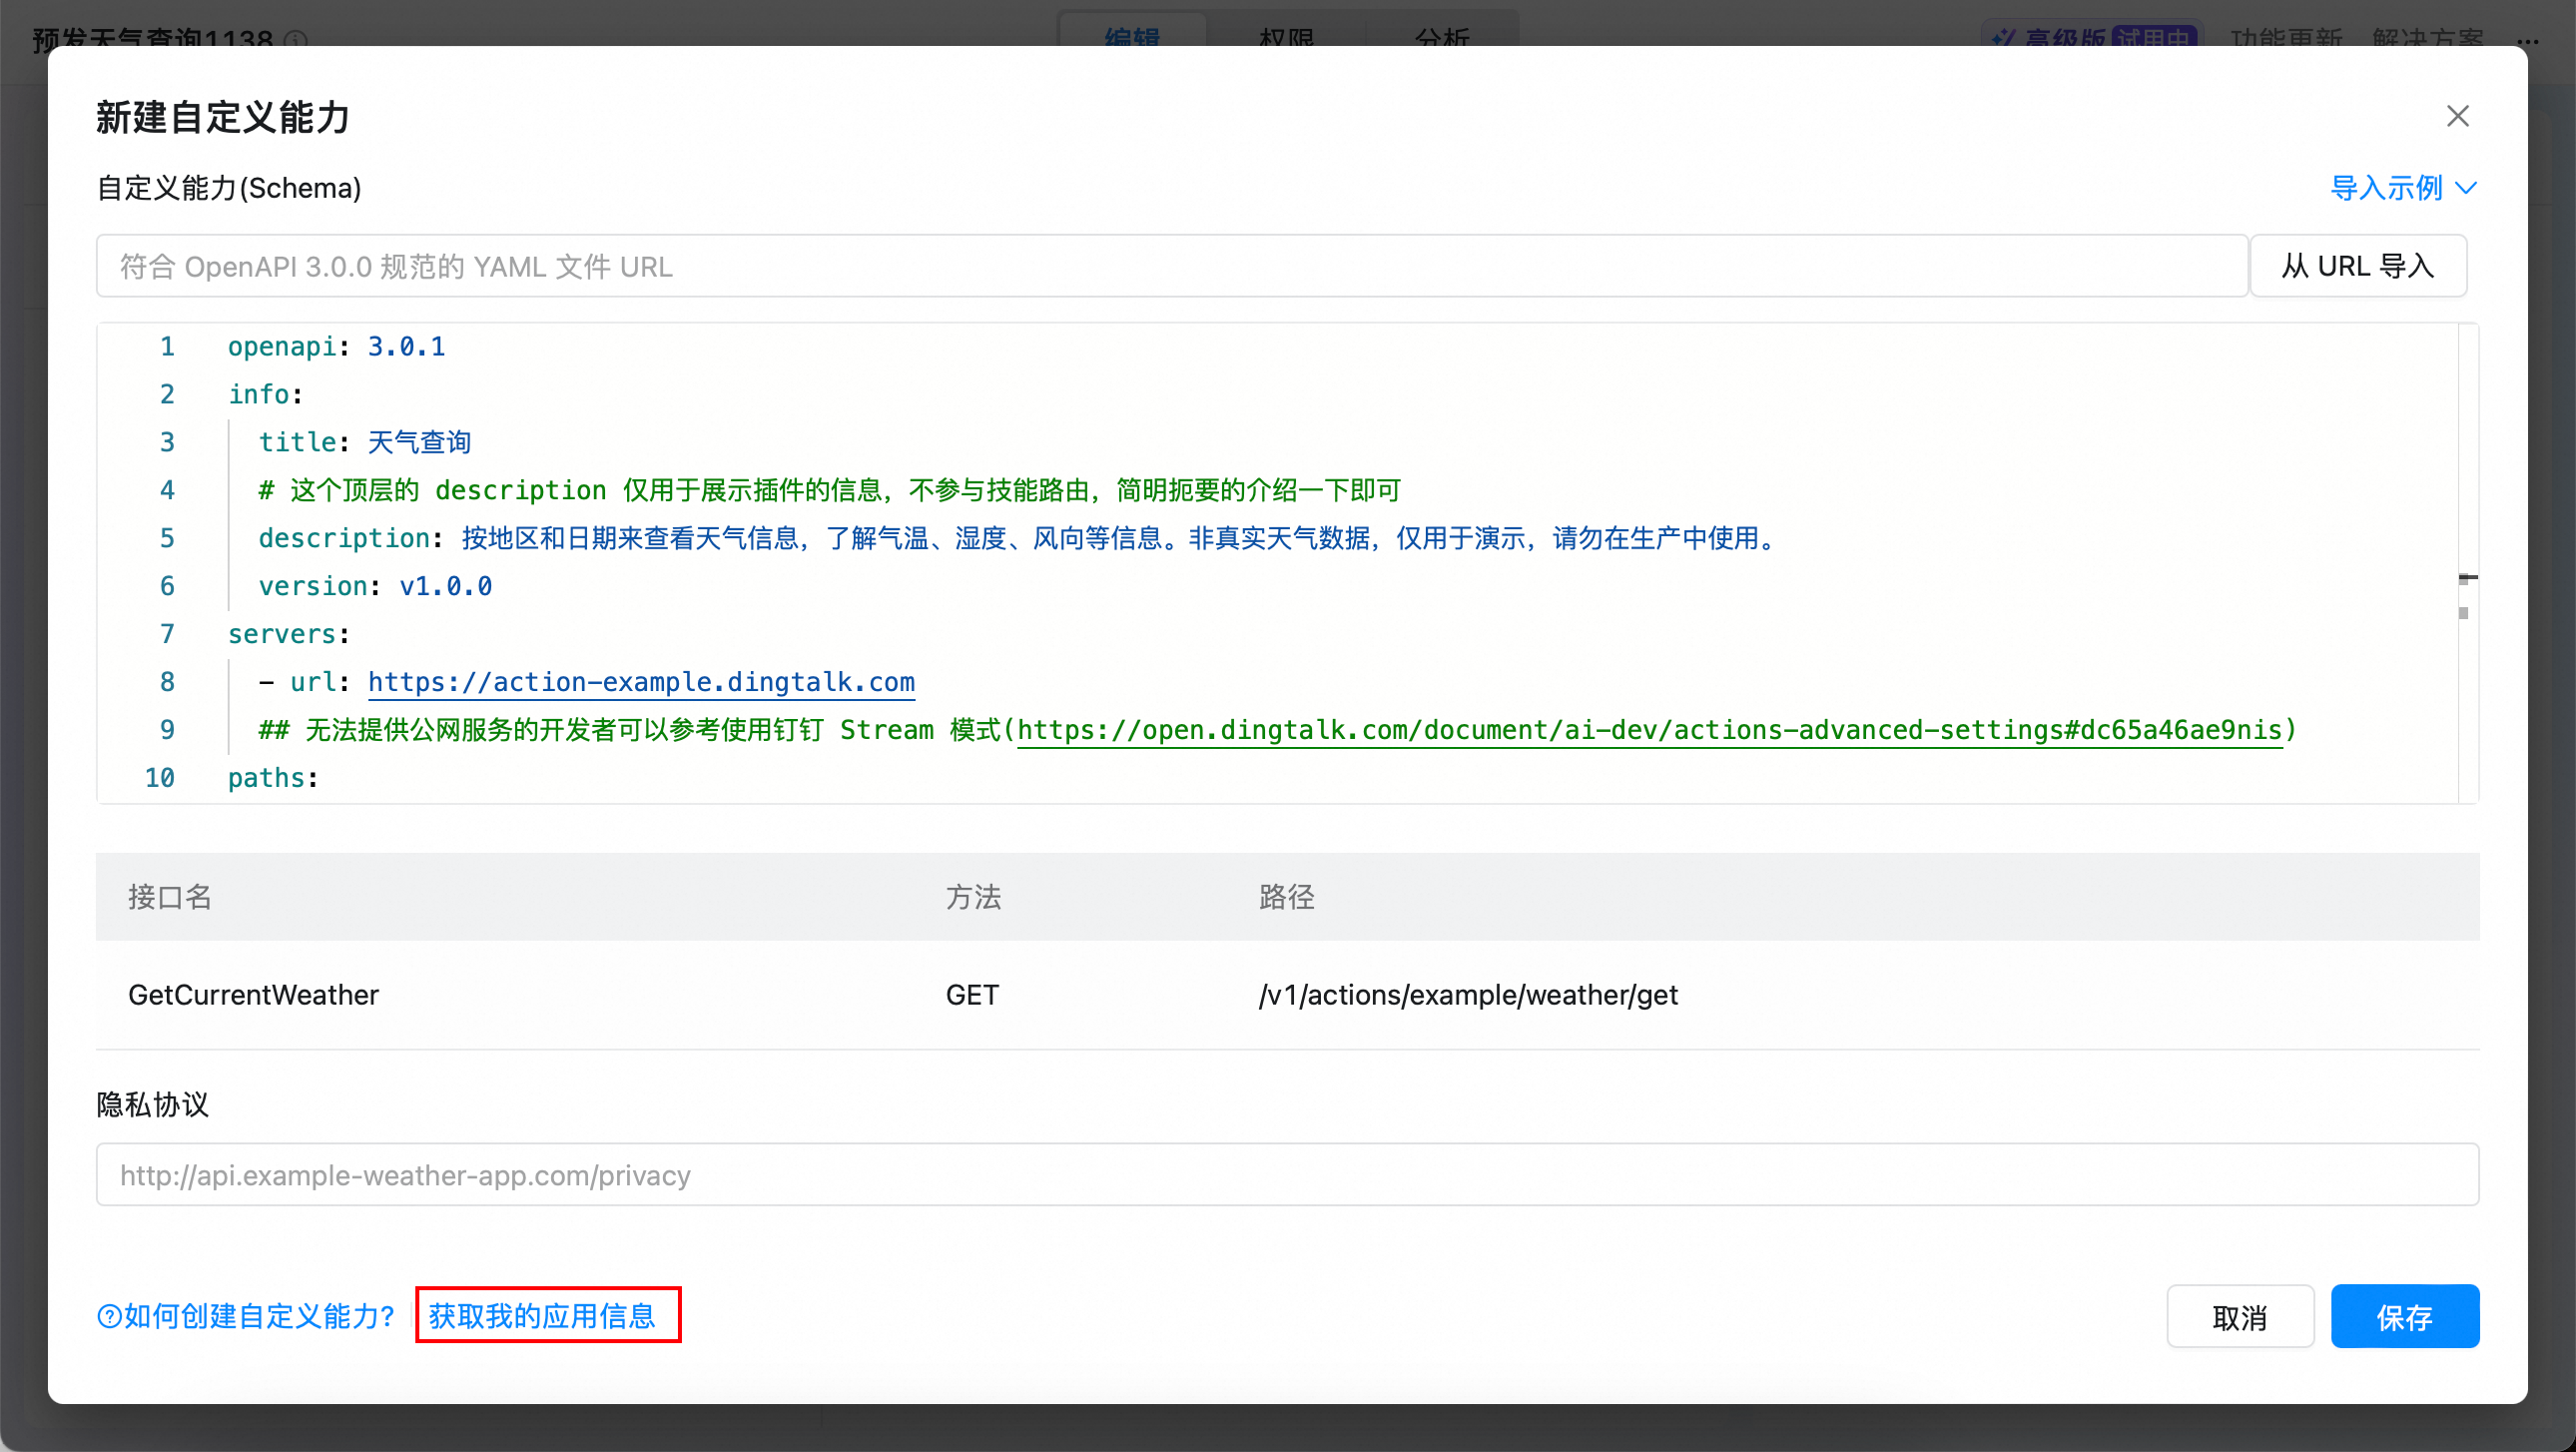 预发天气查询1138
编辑 权限 分析
高级版 试用中 功能更新 解决方案 ...
新建自定义能力
自定义能力(Schema) 导入示例
符合 OpenAPI 3.0.0 规范的 YAML 文件 URL 从 URL 导入
1 openapi: 3.0.1
2 info:
3 title: 天气查询
4 # 这个顶层的 description 仅用于展示插件的信息，不参与技能路由，简明扼要的介绍一下即可
5 description: 按地区和日期来查看天气信息，了解气温、湿度、风向等信息。非真实天气数据，仅用于演示，请勿在生产中使用。
6 version: v1.0.0
7 servers:
8 - url: https://action-example.dingtalk.com
9 ## 无法提供公网服务的开发者可以参考使用钉钉 Stream 模式(https://open.dingtalk.com/document/ai-dev/actions-advanced-settings#dc65a46ae9nis)
10 paths:
接口名 方法 路径
GetCurrentWeather GET /v1/actions/example/weather/get
隐私协议
http://api.example-weather-app.com/privacy
如何创建自定义能力? 获取我的应用信息 取消 保存